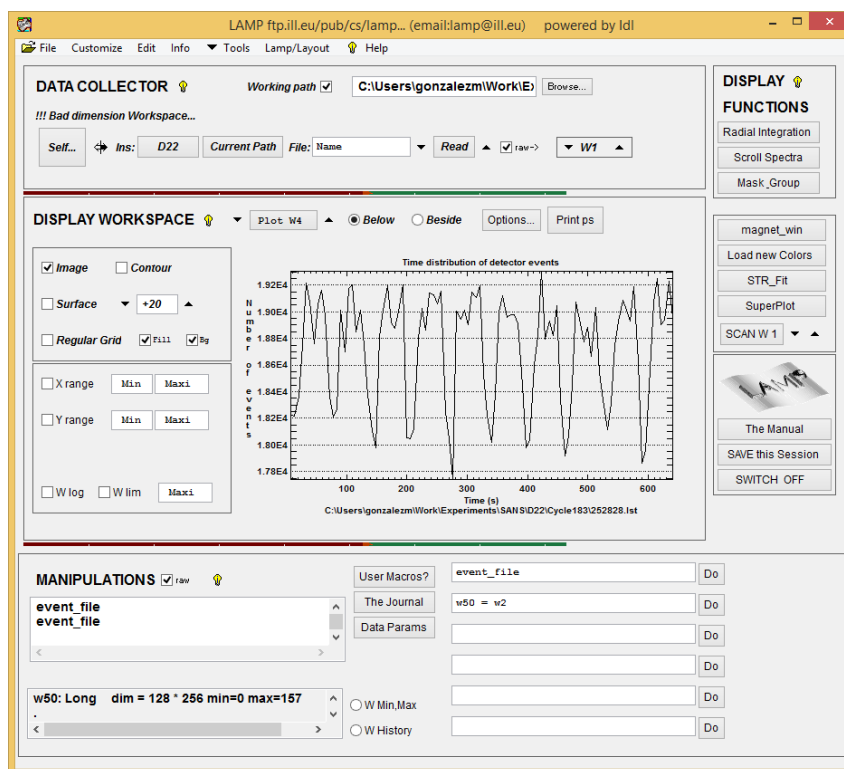 LAMP ftp.ill.eu/pub/cs/lamp... (email:lamp@ill.eu) powered by Idl
File Customize Edit Info Tools Lamp/Layout Help
DATA COLLECTOR Working path C:\Users\gonzalezm\Work\E Browse...
!!! Bad dimension Workspace...
Self... Ins: D22 Current Path File: Name Read raw-> W1
DISPLAY
FUNCTIONS
Radial Integration
Scroll Spectra
Mask_Group
DISPLAY WORKSPACE Plot W4 Below Beside Options... Print ps
Image Contour
Surface +20
Regular Grid Fill Bg
X range Min Maxi
Y range Min Maxi
W log W lim Maxi
Time distribution of detector events
Number of events
1.92E4
1.90E4
1.88E4
1.86E4
1.84E4
1.82E4
1.80E4
1.78E4
100 200 300 400 500 600
Time (s)
C:\Users\gonzalezm\Work\Experiments\SANS\D22\Cycle183\252828.lst
magnet_win
Load new Colors
STR_Fit
SuperPlot
SCAN W 1
LAMP
The Manual
SAVE this Session
SWITCH OFF
MANIPULATIONS raw
event_file
event_file
w50: Long dim = 128 * 256 min=0 max=157
.
User Macros?
The Journal
Data Params
W Min,Max
W History
event_file Do
w50 = w2 Do
Do
Do
Do
Do